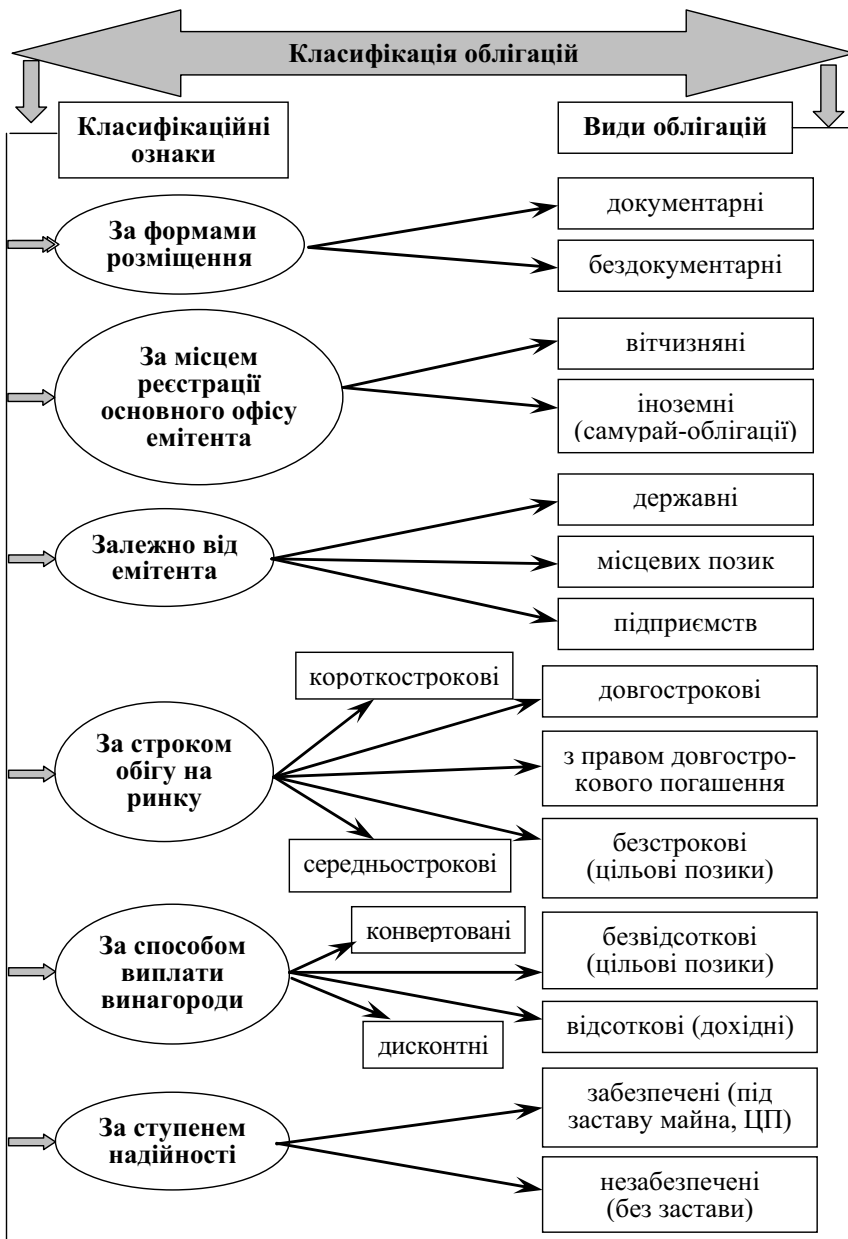 Класифікація облігацій
Класифікаційні
ознаки
Види облігацій
За формами
розміщення
документарні
бездокументарні
За місцем
реєстрації
основного офісу
емітента
вітчизняні
іноземні
(самурай-облігації)
Залежно від
емітента
державні
місцевих позик
підприємств
За строком
обігу на
ринку
короткострокові
довгострокові
з правом довгостро-
кового погашення
середньострокові
безстрокові
(цільові позики)
За способом
виплати
винагороди
конвертовані
безвідсоткові
(цільові позики)
відсоткові (дохідні)
дисконтні
За ступенем
надійності
забезпечені (під
заставу майна, ЦП)
незабезпечені
(без застави)